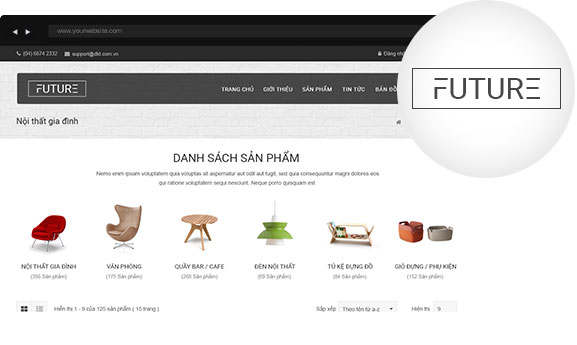 www.yourwebsite.com
(04) 6674 2332 support@dkt.com.vn Đăng nhậ
FUTURE
TRANG CHỦ GIỚI THIỆU SẢN PHẨM TIN TỨC BẢN ĐỒ
FUTURE
Nội thất gia đình
DANH SÁCH SẢN PHẨM
Nemo enim ipsam voluptatem quia voluptas sit aspernatur aut odit aut fugit, sed quia consequuntur magni dolores eos
qui ratione voluptatem sequi nesciunt. Neque porro quisquam est
NỘI THẤT GIA ĐÌNH VĂN PHÒNG QUẦY BAR / CAFE ĐÈN NỘI THẤT TỦ KỆ ĐỰNG ĐỒ GIỎ ĐỰNG / PHỤ KIỆN
(366 Sản phẩm) (175 Sản phẩm) (268 Sản phẩm) (69 Sản phẩm) (84 Sản phẩm) (152 Sản phẩm)
Hiển thị 1 - 9 của 125 sản phẩm ( 15 trang ) Sắp xếp Theo tên từ a-z Hiển thị 9